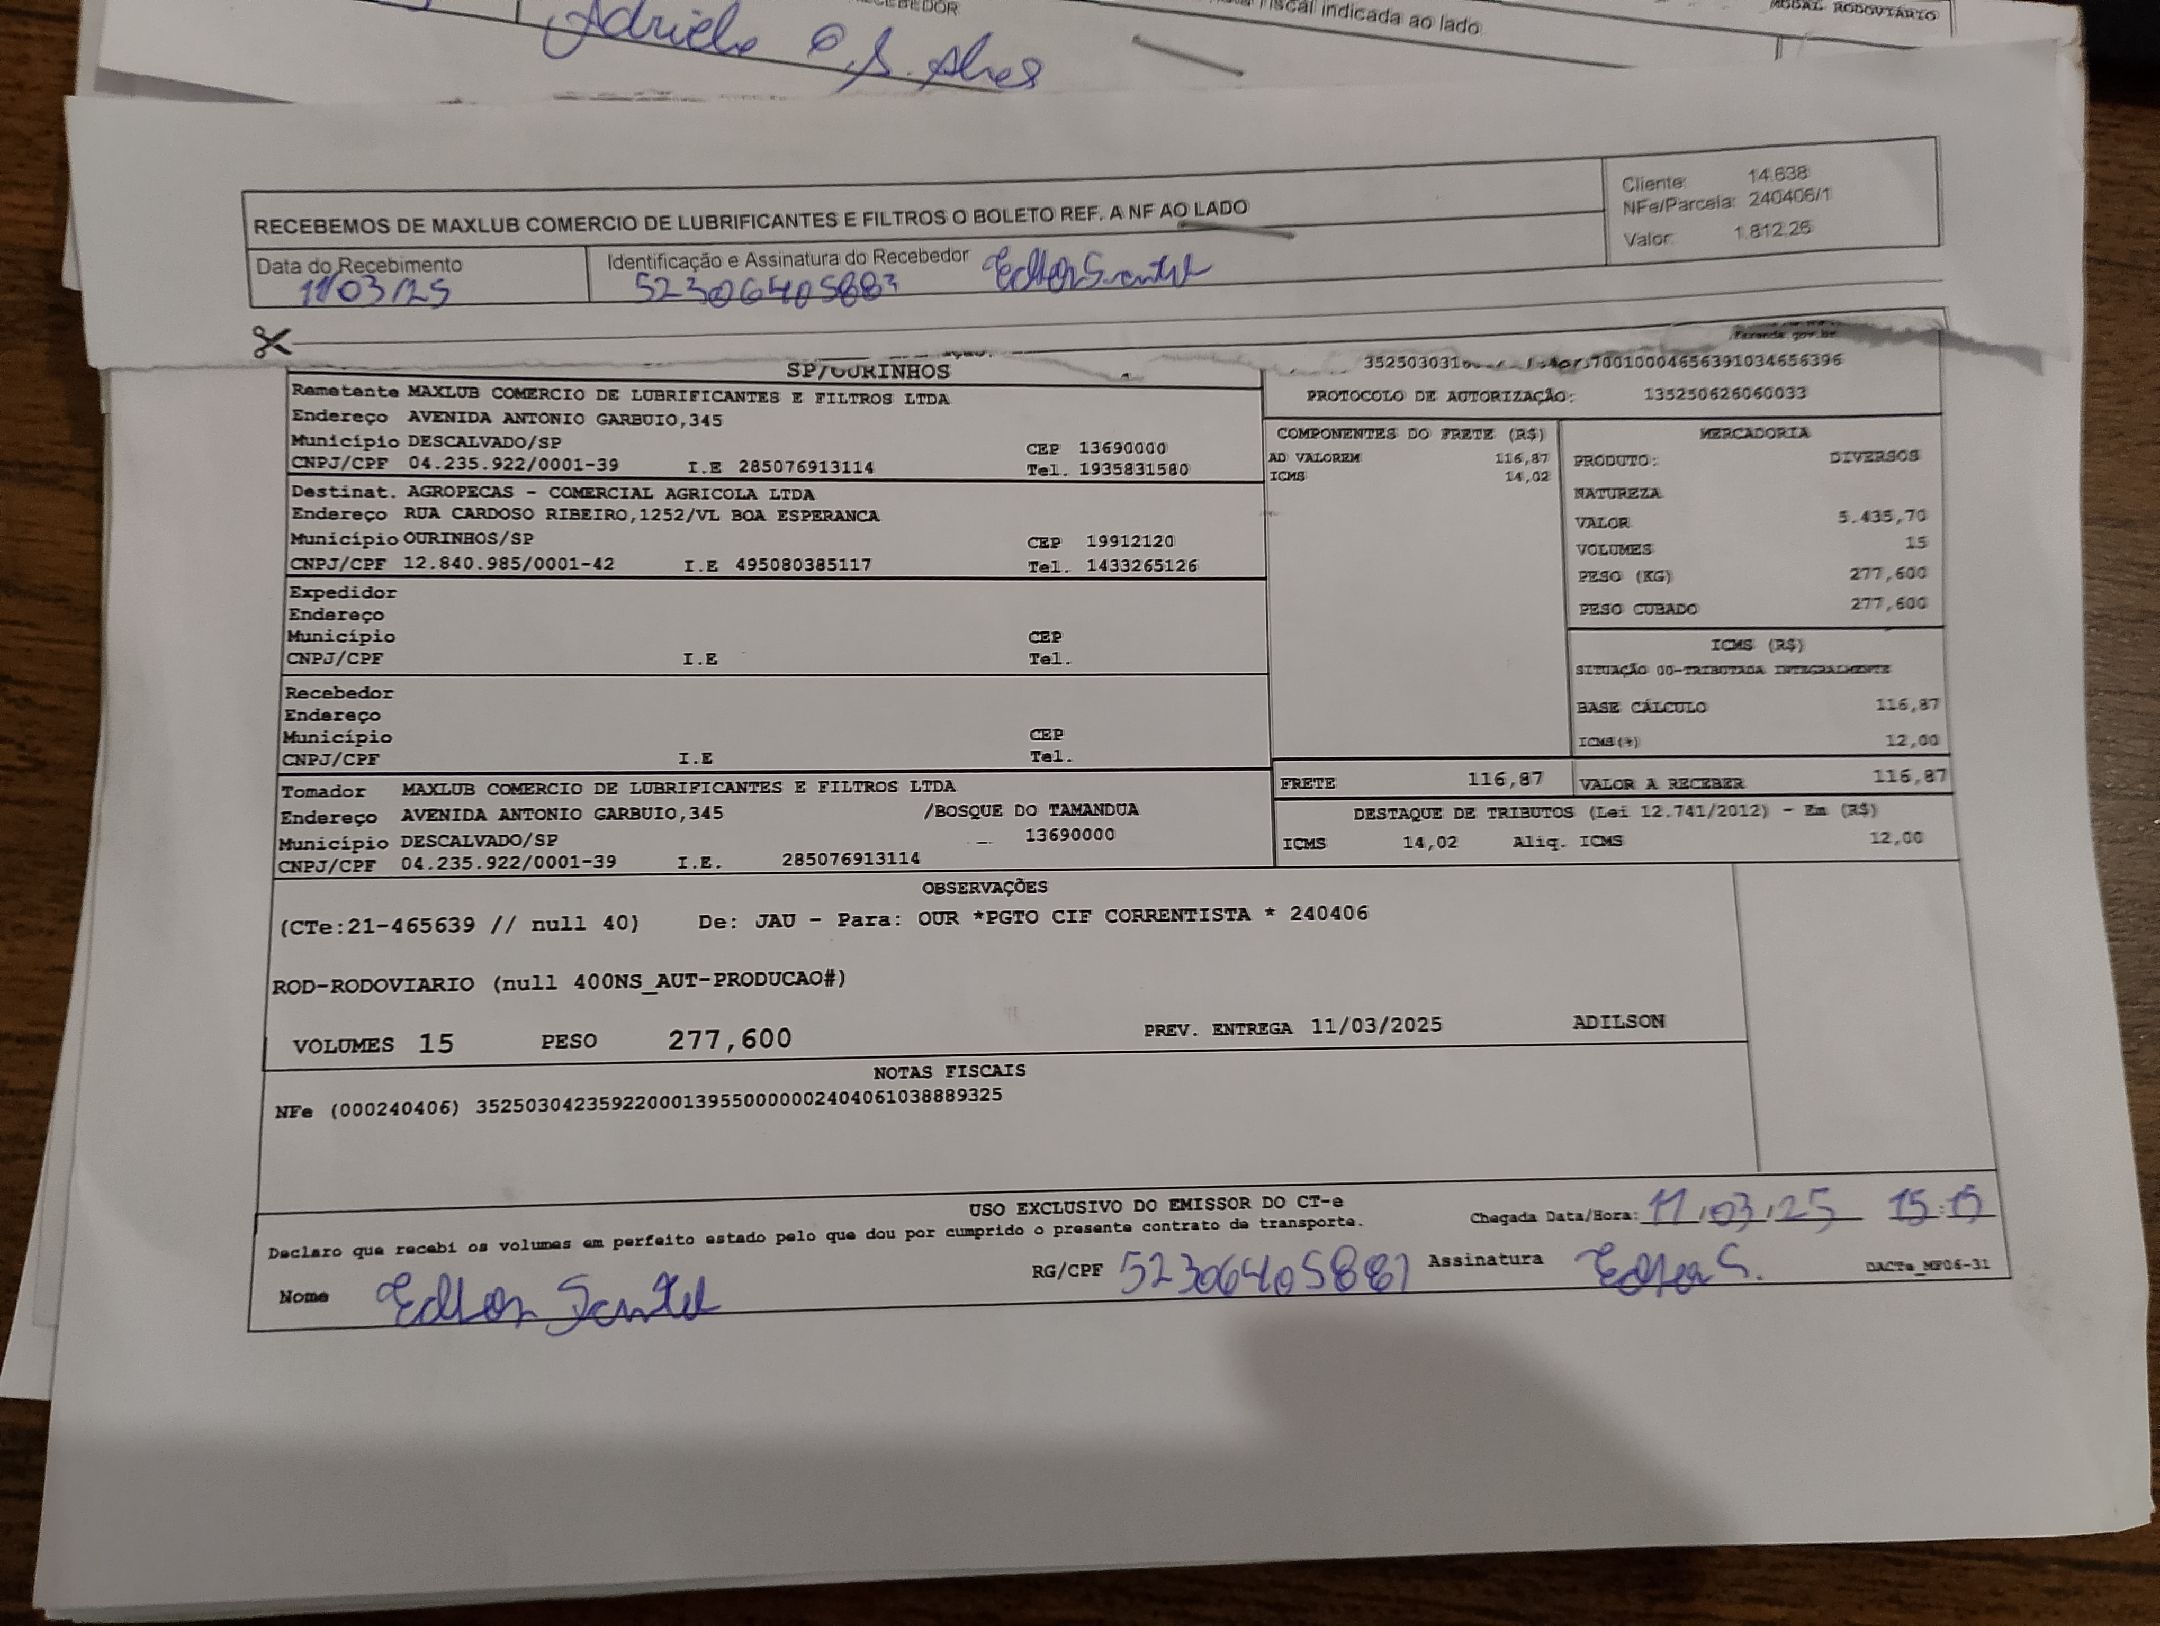 Adriele O. S. Alves
Fiscal indicada ao lado
MODAL RODOVIÁRIO
RECEBEMOS DE MAXLUB COMERCIO DE LUBRIFICANTES E FILTROS O BOLETO REF. A NF AO LADO
Cliente: 14.638
NFe/Parcela: 240406/1
Valor: 1.812,26
Data do Recebimento
11/03/25
Identificação e Assinatura do Recebedor
SP/OURINHOS
Remetente MAXLUB COMERCIO DE LUBRIFICANTES E FILTROS LTDA
Endereço AVENIDA ANTONIO GARBUIO,345
Município DESCALVADO/SP CEP 13690000
CNPJ/CPF 04.235.922/0001-39 I.E 285076913114 Tel. 1935831580
Destinat. AGROPECAS - COMERCIAL AGRICOLA LTDA
Endereço RUA CARDOSO RIBEIRO,1252/VL BOA ESPERANCA
Município OURINHOS/SP CEP 19912120
CNPJ/CPF 12.840.985/0001-42 I.E 495080385117 Tel. 1433265126
Expedidor
Endereço
Município CEP
CNPJ/CPF I.E Tel.
Recebedor
Endereço
Município CEP
CNPJ/CPF I.E Tel.
Tomador MAXLUB COMERCIO DE LUBRIFICANTES E FILTROS LTDA
Endereço AVENIDA ANTONIO GARBUIO,345 /BOSQUE DO TAMANDUA
Município DESCALVADO/SP 13690000
CNPJ/CPF 04.235.922/0001-39 I.E. 285076913114
PROTOCOLO DE AUTORIZAÇÃO: 135250626060033
COMPONENTES DO FRETE (R$)
AD VALOREM 116,87
ICMS 14,02
MERCADORIA
PRODUTO: DIVERSOS
NATUREZA
VALOR 5.435,70
VOLUMES 15
PESO (KG) 277,600
PESO CUBADO 277,600
ICMS (R$)
SITUAÇÃO 00-TRIBUTADA INTEGRALMENTE
BASE CÁLCULO 116,87
ICMS(%) 12,00
FRETE 116,87 VALOR A RECEBER 116,87
DESTAQUE DE TRIBUTOS (Lei 12.741/2012) - Em (R$)
ICMS 14,02 Aliq. ICMS 12,00
OBSERVAÇÕES
(CTe:21-465639 // null 40) De: JAU - Para: OUR *PGTO CIF CORRENTISTA * 240406
ROD-RODOVIARIO (null 400NS_AUT-PRODUCAO#)
VOLUMES 15 PESO 277,600 PREV. ENTREGA 11/03/2025 ADILSON
NOTAS FISCAIS
NFe (000240406) 35250304235922000139550000002404061038889325
USO EXCLUSIVO DO EMISSOR DO CT-e
Declaro que recebi os volumes em perfeito estado pelo que dou por cumprido o presente contrato de transporte.
Chegada Data/Hora: 11/03/25 15:15
Nome
RG/CPF
Assinatura
DACTe_MF06-31